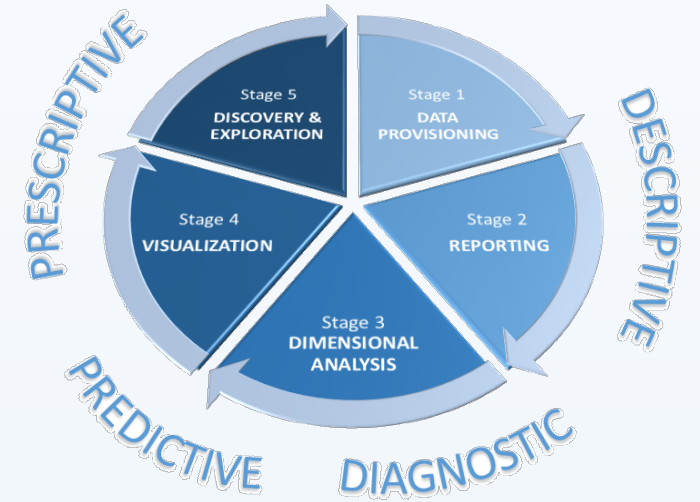 Stage 1
DATA
PROVISIONING
Stage 2
REPORTING
Stage 3
DIMENSIONAL
ANALYSIS
Stage 4
VISUALIZATION
Stage 5
DISCOVERY &
EXPLORATION
DESCRIPTIVE
DIAGNOSTIC
PREDICTIVE
PRESCRIPTIVE